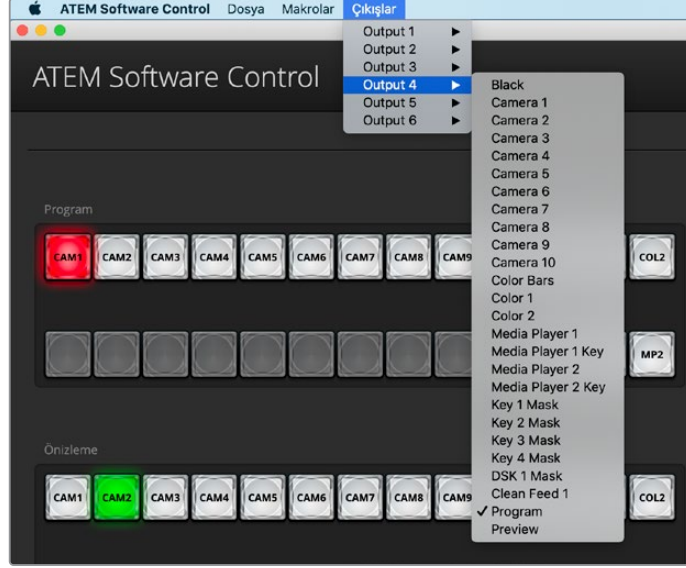 ATEM Software Control Dosya Makrolar Çıkışlar
Output 1
Output 2
Output 3
Output 4
Output 5
Output 6
ATEM Software Control
Black
Camera 1
Camera 2
Camera 3
Camera 4
Camera 5
Camera 6
Camera 7
Camera 8
Camera 9
Camera 10
Color Bars
Color 1
Color 2
Media Player 1
Media Player 1 Key
Media Player 2
Media Player 2 Key
Key 1 Mask
Key 2 Mask
Key 3 Mask
Key 4 Mask
DSK 1 Mask
Clean Feed 1
✓ Program
Preview
Program
CAM1 CAM2 CAM3 CAM4 CAM5 CAM6 CAM7 CAM8 CAM9 COL2
MP2
Önizleme
CAM1 CAM2 CAM3 CAM4 CAM5 CAM6 CAM7 CAM8 CAM9 COL2